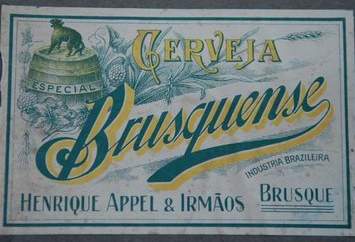 CERVEJA
ESPECIAL
Brusquense
INDUSTRIA BRAZILEIRA
HENRIQUE APPEL & IRMÃOS BRUSQUE